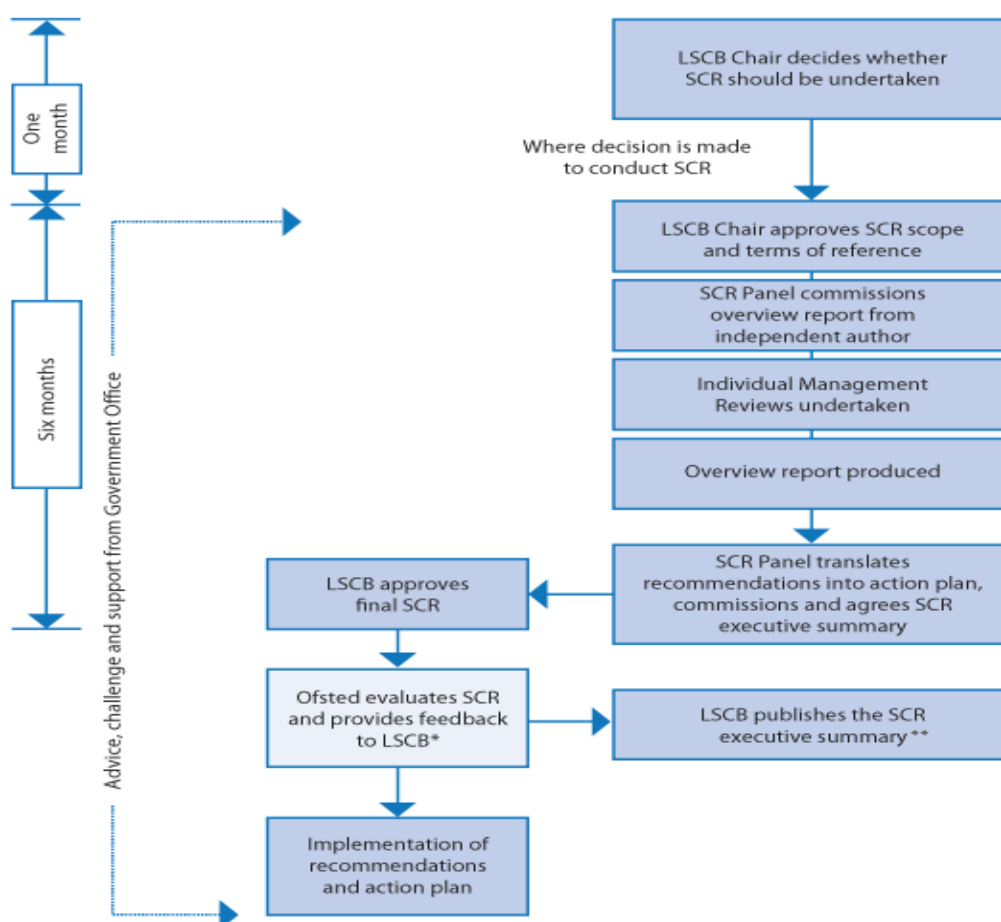 One
month
Six months
Advice, challenge and support from Government Office
LSCB Chair decides whether
SCR should be undertaken
Where decision is made
to conduct SCR
LSCB Chair approves SCR scope
and terms of reference
SCR Panel commissions
overview report from
independent author
Individual Management
Reviews undertaken
Overview report produced
SCR Panel translates
recommendations into action plan,
commissions and agrees SCR
executive summary
LSCB approves
final SCR
Ofsted evaluates SCR
and provides feedback
to LSCB*
LSCB publishes the SCR
executive summary**
Implementation of
recommendations
and action plan